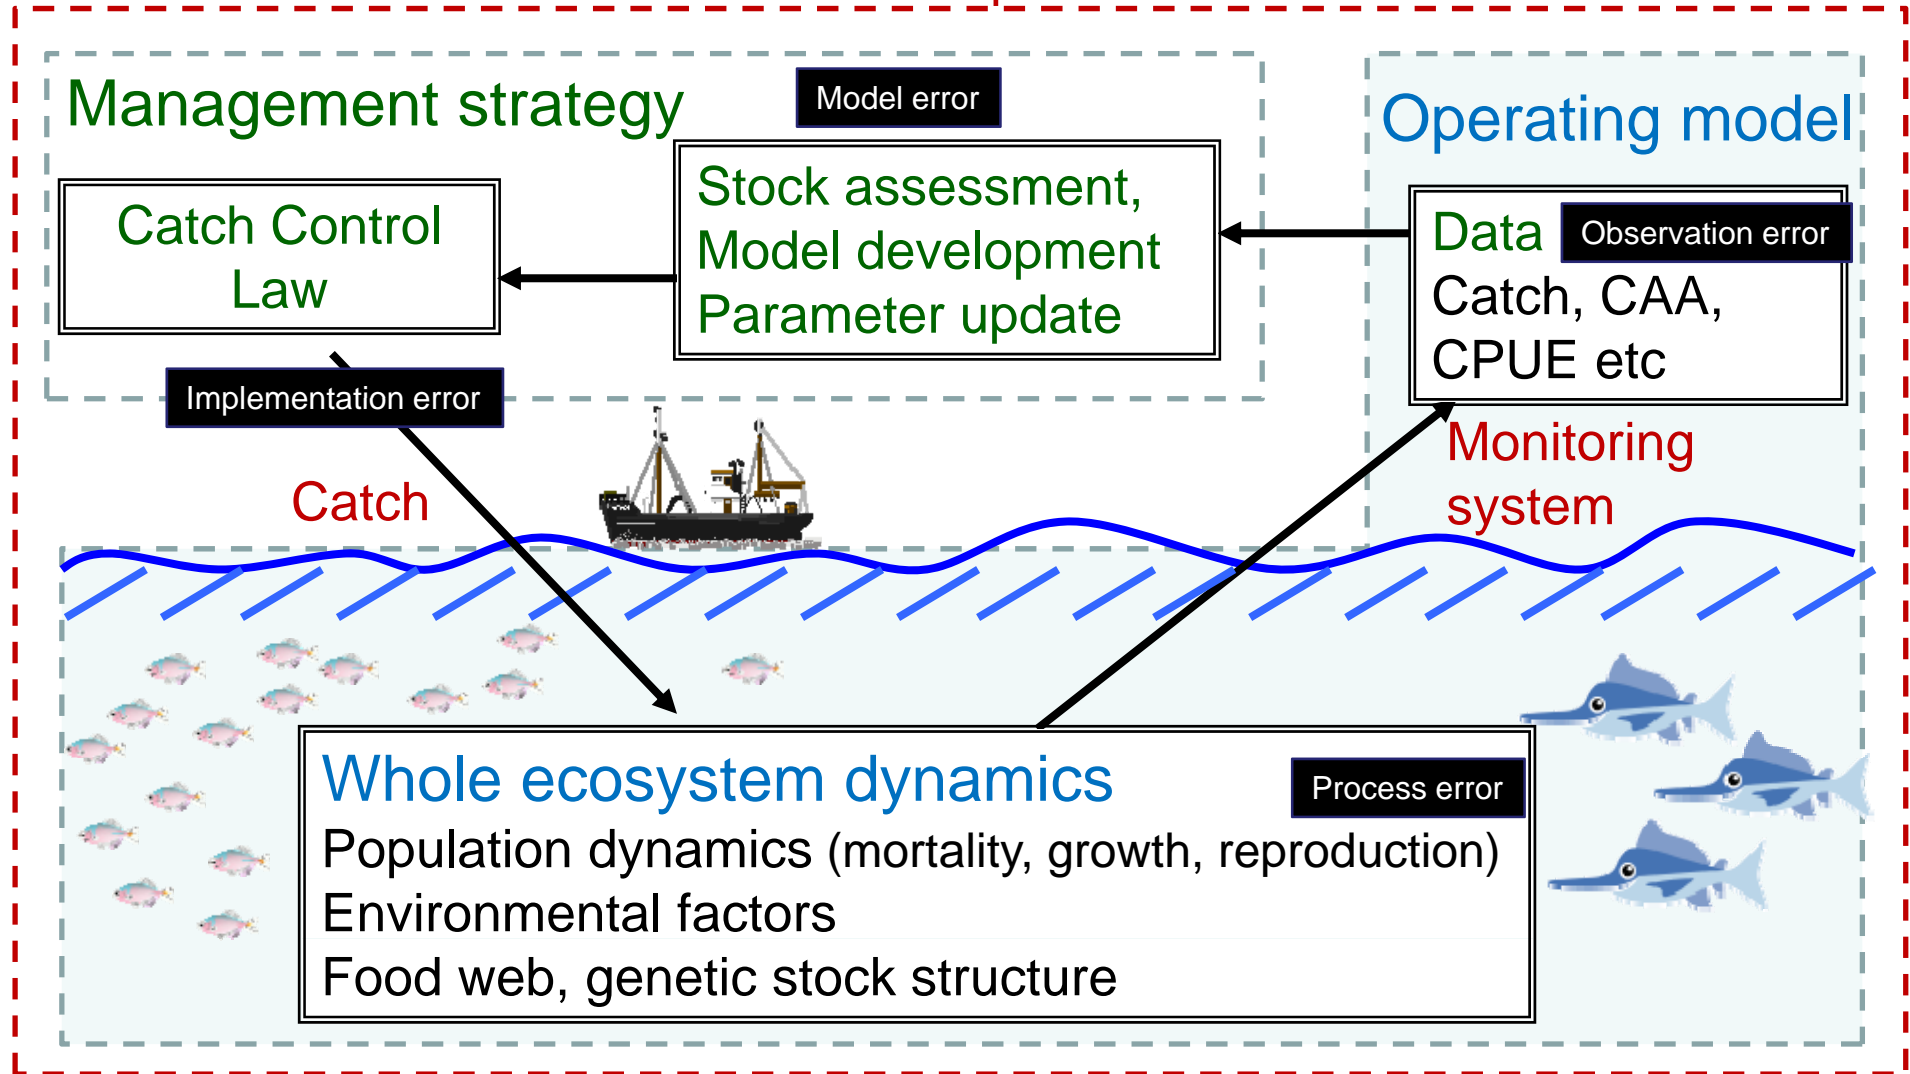 Management strategy
Model error
Operating model
Catch Control
Law
Stock assessment,
Model development
Parameter update
Data
Observation error
Catch, CAA,
CPUE etc
Implementation error
Catch
Monitoring
system
Whole ecosystem dynamics
Process error
Population dynamics (mortality, growth, reproduction)
Environmental factors
Food web, genetic stock structure